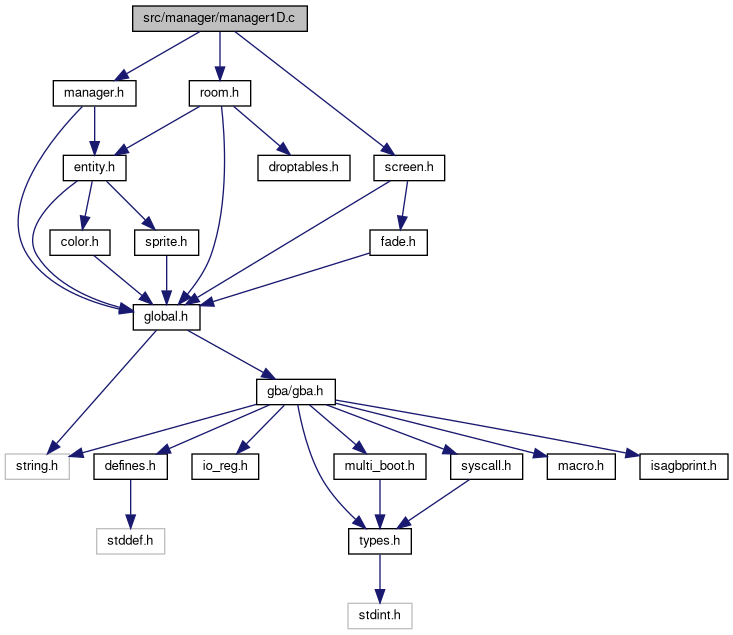 src/manager/manager1D.c
manager.h
room.h
entity.h
droptables.h
screen.h
color.h
sprite.h
fade.h
global.h
gba/gba.h
string.h
defines.h
io_reg.h
multi_boot.h
syscall.h
macro.h
isagbprint.h
stddef.h
types.h
stdint.h